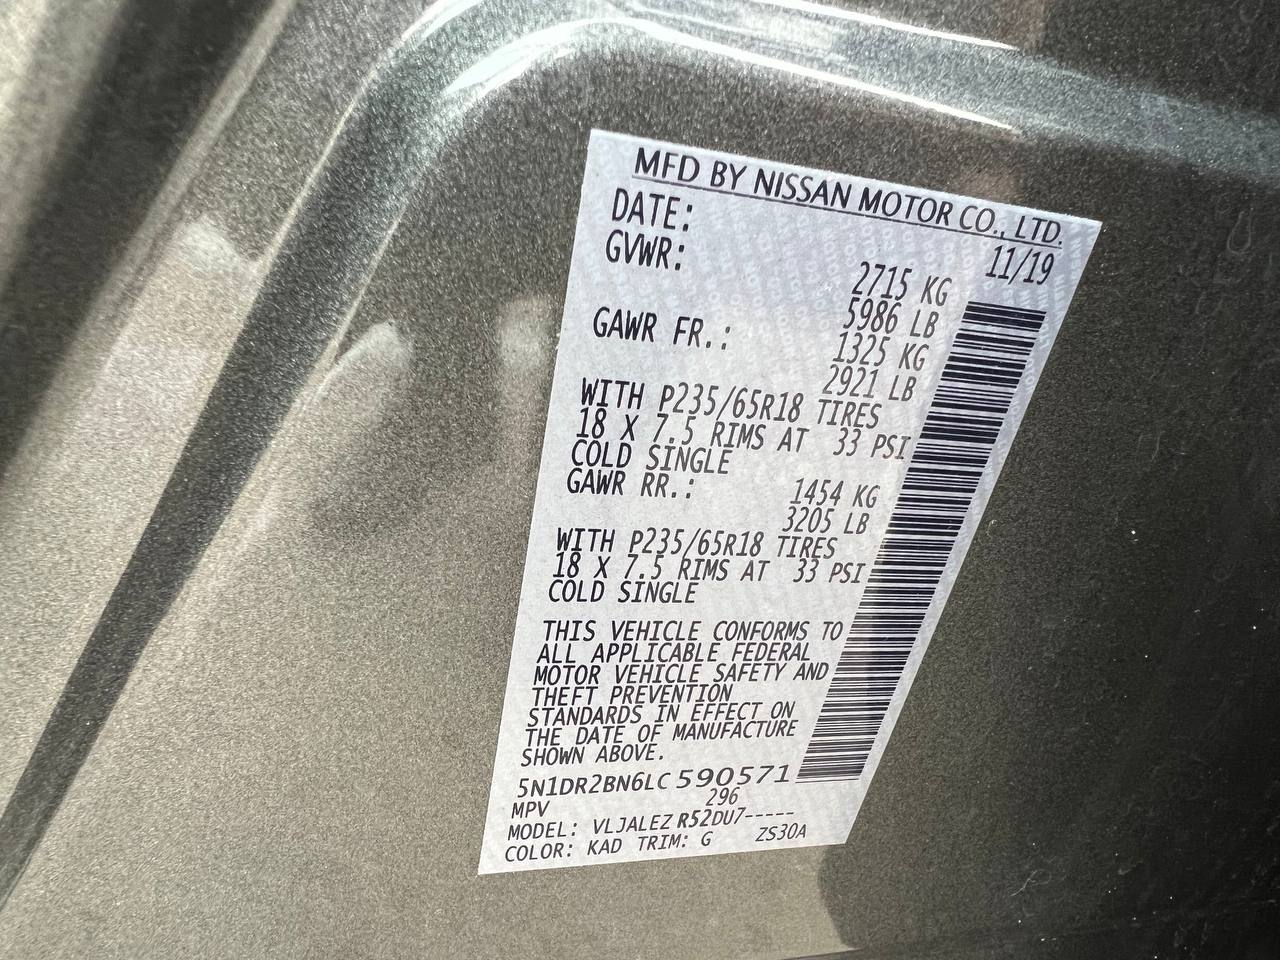 MFD BY NISSAN MOTOR CO., LTD.
DATE: 11/19
GVWR: 2715 KG
5986 LB
GAWR FR.: 1325 KG
2921 LB
WITH P235/65R18 TIRES
18 X 7.5 RIMS AT 33 PSI
COLD SINGLE
GAWR RR.: 1454 KG
3205 LB
WITH P235/65R18 TIRES
18 X 7.5 RIMS AT 33 PSI
COLD SINGLE
THIS VEHICLE CONFORMS TO
ALL APPLICABLE FEDERAL
MOTOR VEHICLE SAFETY AND
THEFT PREVENTION
STANDARDS IN EFFECT ON
THE DATE OF MANUFACTURE
SHOWN ABOVE.
5N1DR2BN6LC590571
MPV 296
MODEL: VLJALEZR52DU7-----
COLOR: KAD TRIM: G ZS30A